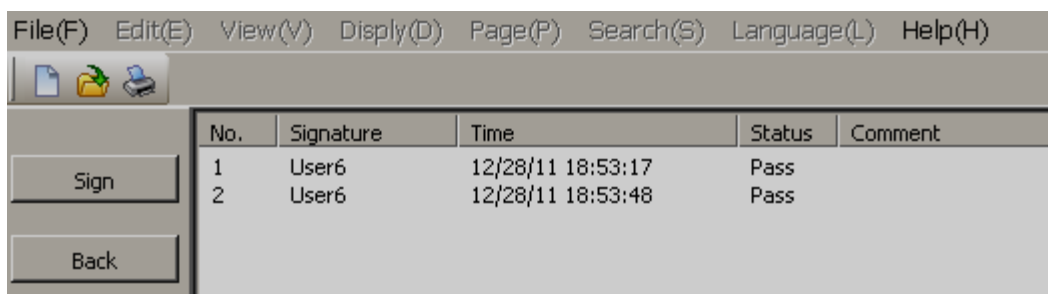 File(F) Edit(E) View(V) Disply(D) Page(P) Search(S) Language(L) Help(H)
No. Signature Time Status Comment
Sign
1 User6 12/28/11 18:53:17 Pass
2 User6 12/28/11 18:53:48 Pass
Back